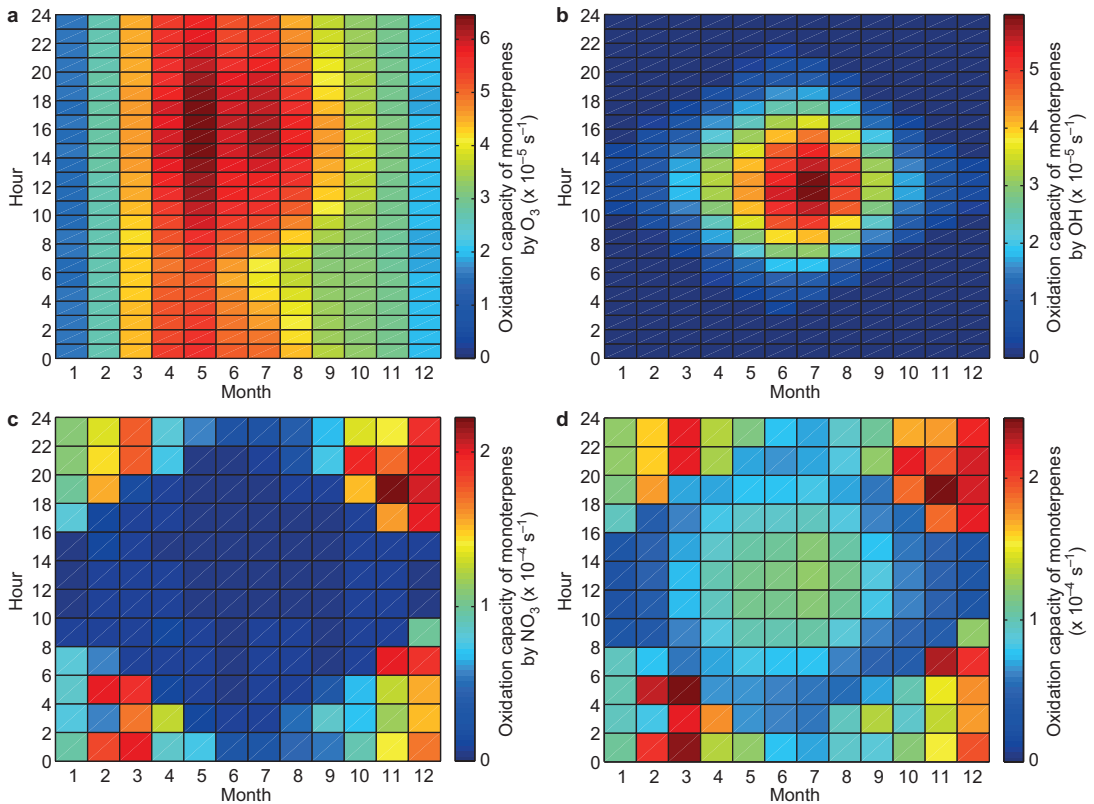 a
24
22
20
18
16
14
12
10
8
6
4
2
0
Hour
1 2 3 4 5 6 7 8 9 10 11 12
Month
6
5
4
3
2
1
0
Oxidation capacity of monoterpenes
by O3 (x 10–5 s–1)
b
24
22
20
18
16
14
12
10
8
6
4
2
0
Hour
1 2 3 4 5 6 7 8 9 10 11 12
Month
5
4
3
2
1
0
Oxidation capacity of monoterpenes
by OH (x 10–5 s–1)
c
24
22
20
18
16
14
12
10
8
6
4
2
0
Hour
1 2 3 4 5 6 7 8 9 10 11 12
Month
2
1
0
Oxidation capacity of monoterpenes
by NO3 (x 10–4 s–1)
d
24
22
20
18
16
14
12
10
8
6
4
2
0
Hour
1 2 3 4 5 6 7 8 9 10 11 12
Month
2
1
0
Oxidation capacity of monoterpenes
(x 10–4 s–1)